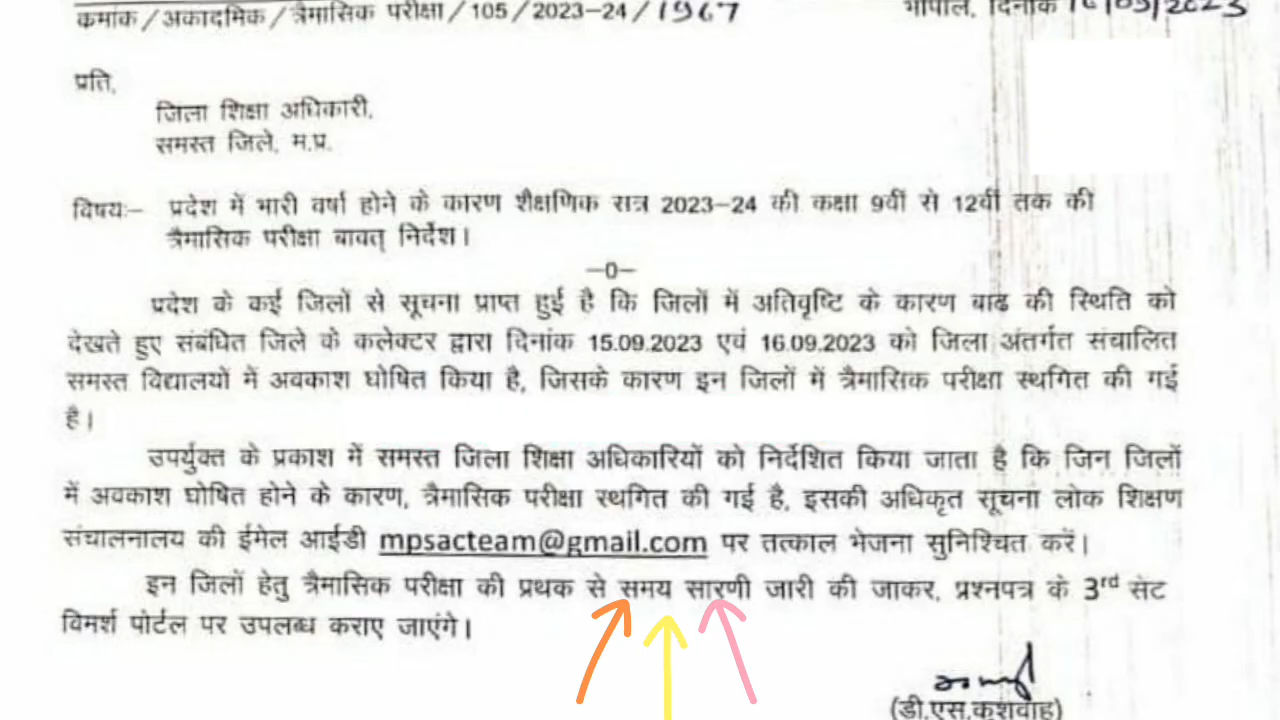 क्रमांक/अकादमिक/त्रैमासिक परीक्षा/105/2023-24/1967 भोपाल, दिनांक 16/09/2023
प्रति,
जिला शिक्षा अधिकारी,
समस्त जिले, म.प्र.
विषयः- प्रदेश में भारी वर्षा होने के कारण शैक्षणिक सत्र 2023-24 की कक्षा 9वीं से 12वीं तक की
त्रैमासिक परीक्षा बावत् निर्देश।
-0-
प्रदेश के कई जिलों से सूचना प्राप्त हुई है कि जिलों में अतिवृष्टि के कारण बाढ की स्थिति को
देखते हुए संबंधित जिले के कलेक्टर द्वारा दिनांक 15.09.2023 एवं 16.09.2023 को जिला अंतर्गत संचालित
समस्त विद्यालयों में अवकाश घोषित किया है, जिसके कारण इन जिलों में त्रैमासिक परीक्षा स्थगित की गई
है।
उपर्युक्त के प्रकाश में समस्त जिला शिक्षा अधिकारियों को निर्देशित किया जाता है कि जिन जिलों
में अवकाश घोषित होने के कारण, त्रैमासिक परीक्षा स्थगित की गई है, इसकी अधिकृत सूचना लोक शिक्षण
संचालनालय की ईमेल आईडी mpsacteam@gmail.com पर तत्काल भेजना सुनिश्चित करें।
इन जिलों हेतु त्रैमासिक परीक्षा की प्रथक से समय सारणी जारी की जाकर, प्रश्नपत्र के 3rd सेट
विमर्श पोर्टल पर उपलब्ध कराए जाएंगे।
(डी.एस.कुशवाह)